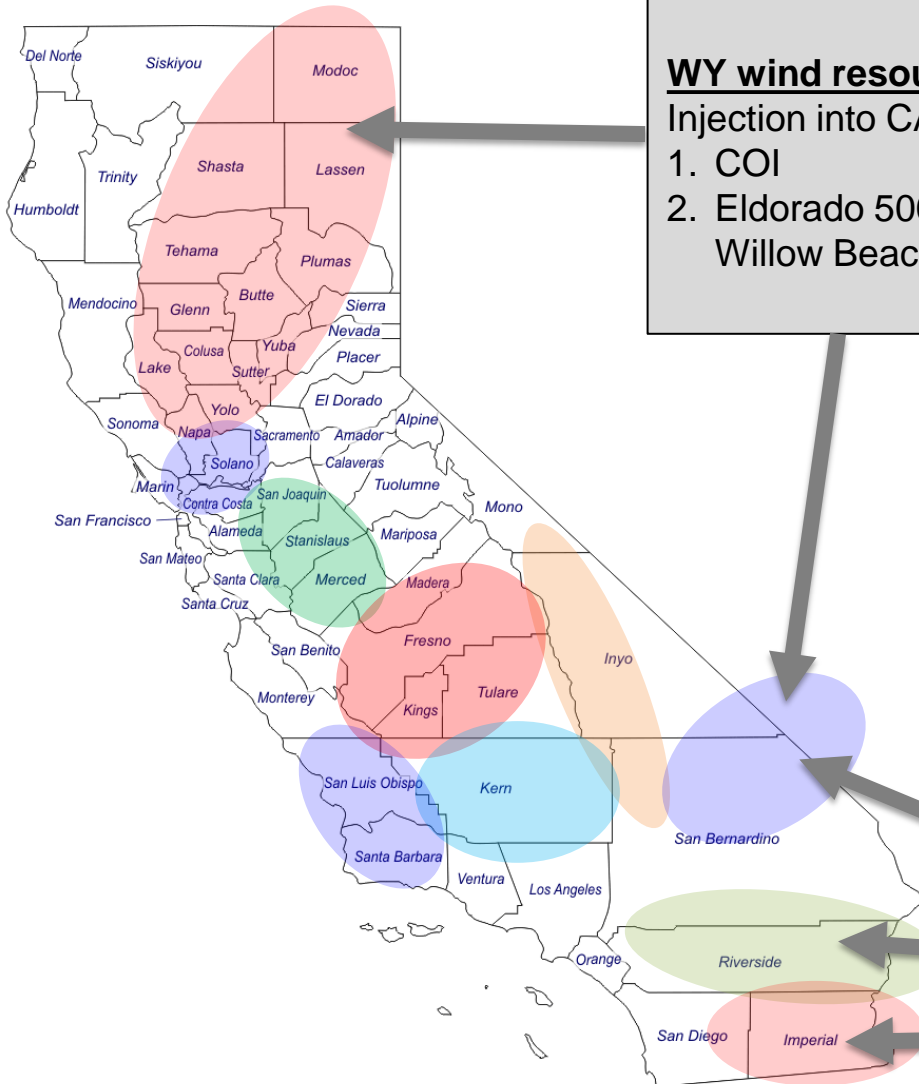 Del Norte
Siskiyou
Modoc
WY wind resou
Injection into CA
1. COI
2. Eldorado 500
Willow Beac
Shasta
Lassen
Trinity
Humboldt
Tehama
Plumas
Mendocino
Glenn
Butte
Sierra
Nevada
Colusa
Yuba
Placer
Lake
Sutter
El Dorado
Yolo
Sonoma
Napa
Sacramento
Amador
Alpine
Solano
Calaveras
Marin
Contra Costa
San Joaquin
Tuolumne
Mono
San Francisco
Alameda
Stanislaus
Mariposa
San Mateo
Santa Clara
Merced
Madera
Santa Cruz
Fresno
San Benito
Inyo
Monterey
Kings
Tulare
San Luis Obispo
Kern
San Bernardino
Santa Barbara
Ventura
Los Angeles
Orange
Riverside
San Diego
Imperial